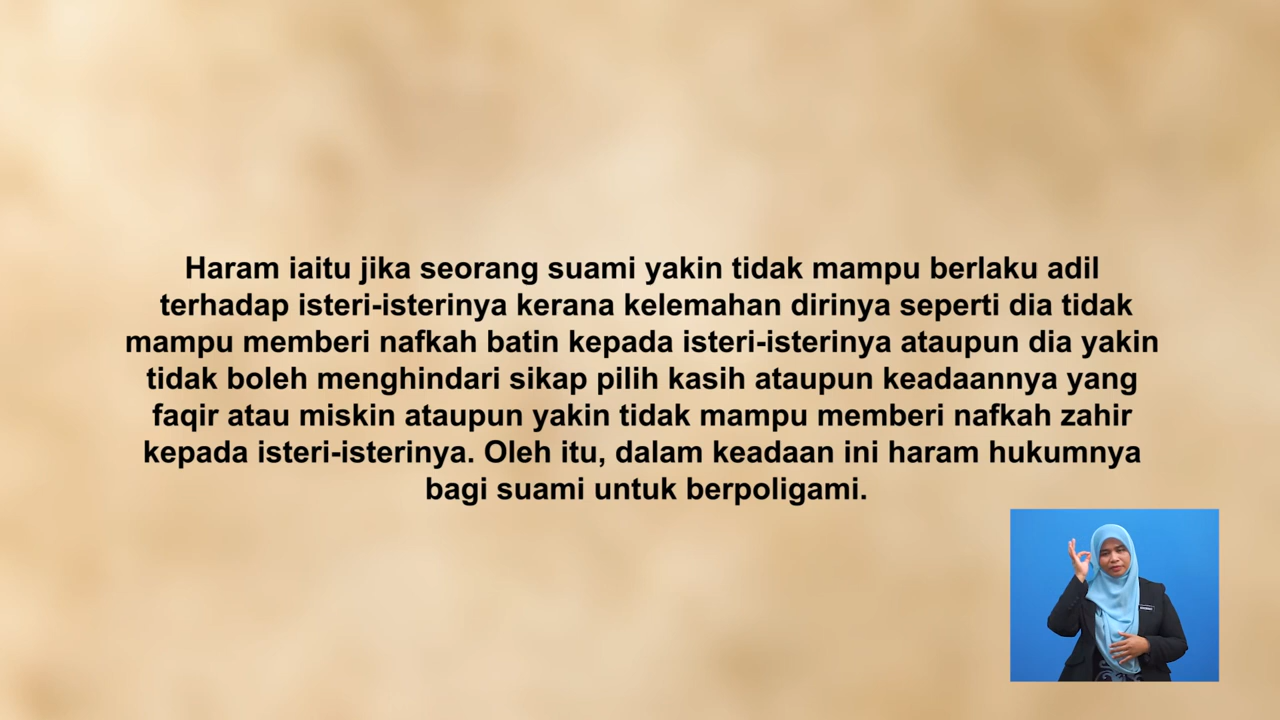 Haram iaitu jika seorang suami yakin tidak mampu berlaku adil
terhadap isteri-isterinya kerana kelemahan dirinya seperti dia tidak
mampu memberi nafkah batin kepada isteri-isterinya ataupun dia yakin
tidak boleh menghindari sikap pilih kasih ataupun keadaannya yang
faqir atau miskin ataupun yakin tidak mampu memberi nafkah zahir
kepada isteri-isterinya. Oleh itu, dalam keadaan ini haram hukumnya
bagi suami untuk berpoligami.